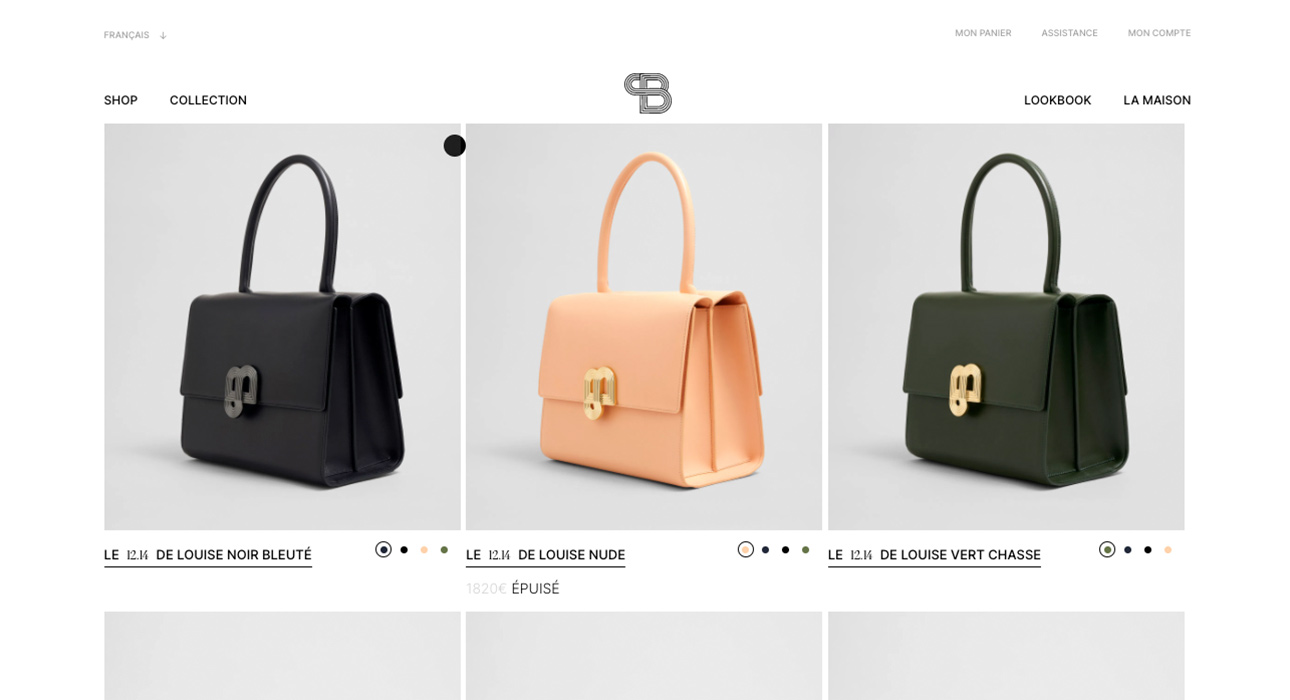 FRANÇAIS ↓
MON PANIER ASSISTANCE MON COMPTE
SHOP COLLECTION
LOOKBOOK LA MAISON
LE 12.14 DE LOUISE NOIR BLEUTÉ
LE 12.14 DE LOUISE NUDE
1820€ ÉPUISÉ
LE 12.14 DE LOUISE VERT CHASSE